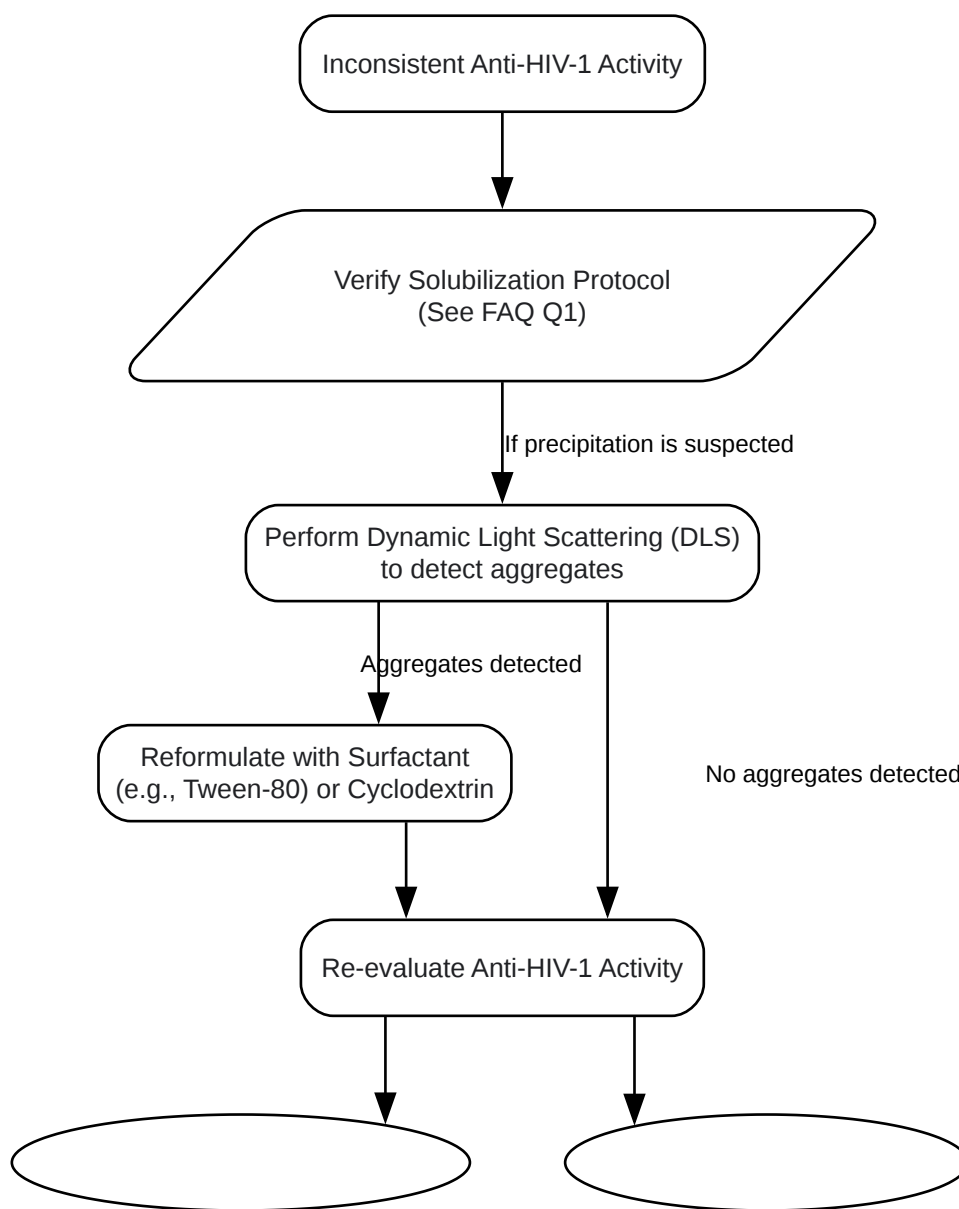 Inconsistent Anti-HIV-1 Activity
Verify Solubilization Protocol
(See FAQ Q1)
If precipitation is suspected
Perform Dynamic Light Scattering (DLS)
to detect aggregates
Aggregates detected
Reformulate with Surfactant
(e.g., Tween-80) or Cyclodextrin
No aggregates detected
Re-evaluate Anti-HIV-1 Activity